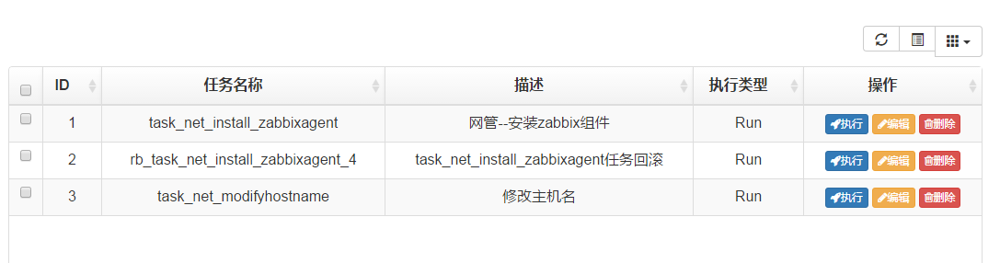 ID 任务名称 描述 执行类型 操作
1 task_net_install_zabbixagent 网管--安装zabbix组件 Run 执行 编辑 删除
2 rb_task_net_install_zabbixagent_4 task_net_install_zabbixagent任务回滚 Run 执行 编辑 删除
3 task_net_modifyhostname 修改主机名 Run 执行 编辑 删除